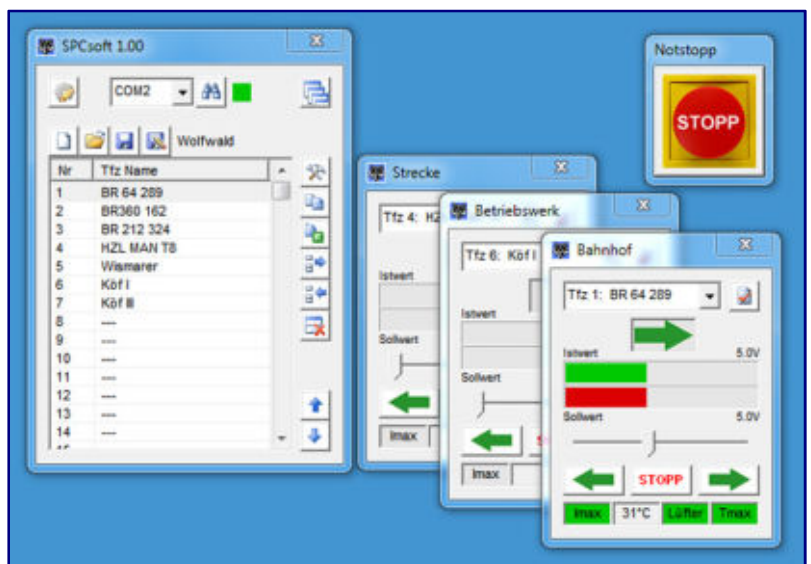 SPCsoft 1.00
COM2
Wolfwald
Nr Tfz Name
1 BR 64 289
2 BR360 162
3 BR 212 324
4 HZL MAN T8
5 Wismarer
6 Köf I
7 Köf III
8 ---
9 ---
10 ---
11 ---
12 ---
13 ---
14 ---
Strecke
Tfz 4: HZ
Istwert
Sollwert
Imax
Betriebswerk
Tfz 6: Köf I
Istwert
Sollwert
Imax
Bahnhof
Tfz 1: BR 64 289
Istwert 5.0V
Sollwert 5.0V
STOPP
Imax 31°C Lüfter Tmax
Notstopp
STOPP